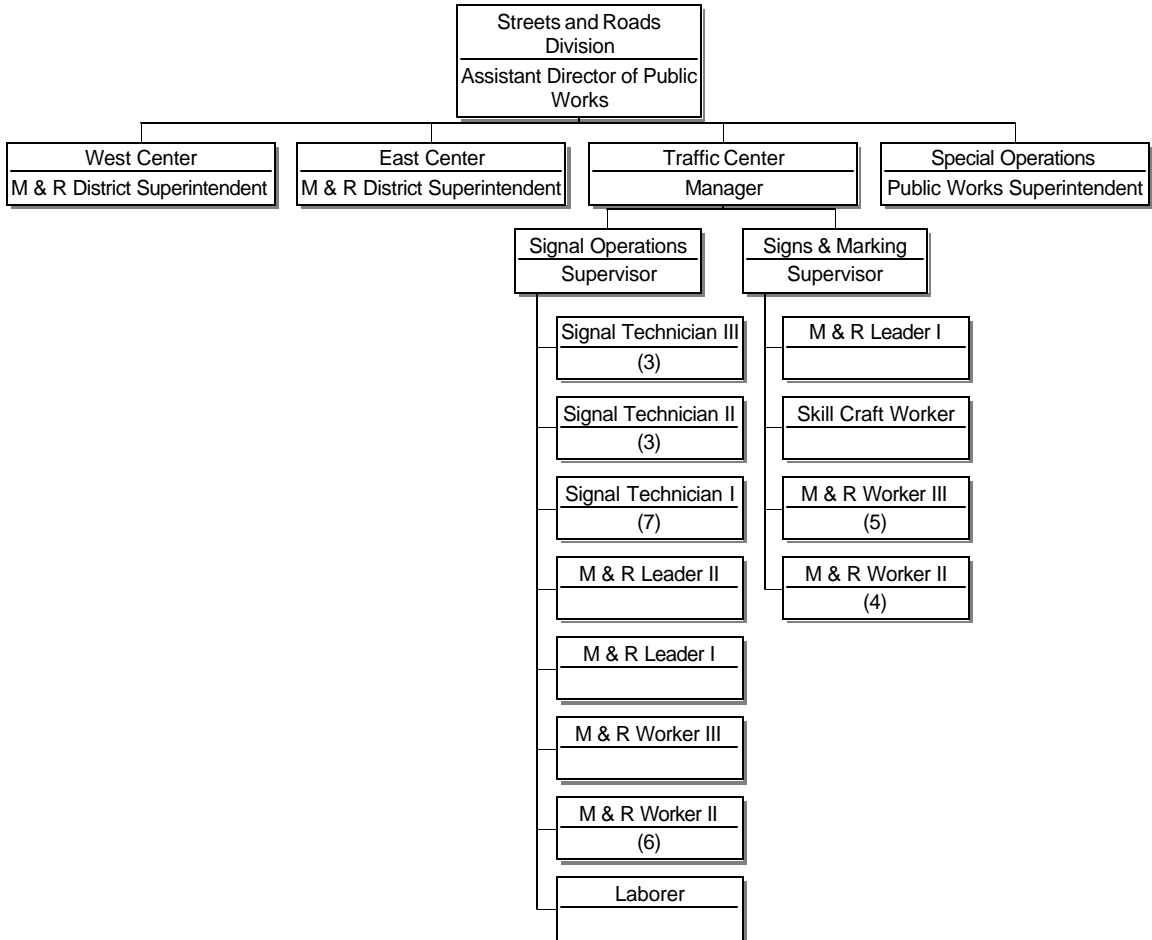 Streets and Roads
Division
Assistant Director of Public
Works
West Center
M & R District Superintendent
East Center
M & R District Superintendent
Traffic Center
Manager
Special Operations
Public Works Superintendent
Signal Operations
Supervisor
Signs & Marking
Supervisor
Signal Technician III
(3)
Signal Technician II
(3)
Signal Technician I
(7)
M & R Leader II
M & R Leader I
M & R Worker III
M & R Worker II
(6)
Laborer
M & R Leader I
Skill Craft Worker
M & R Worker III
(5)
M & R Worker II
(4)